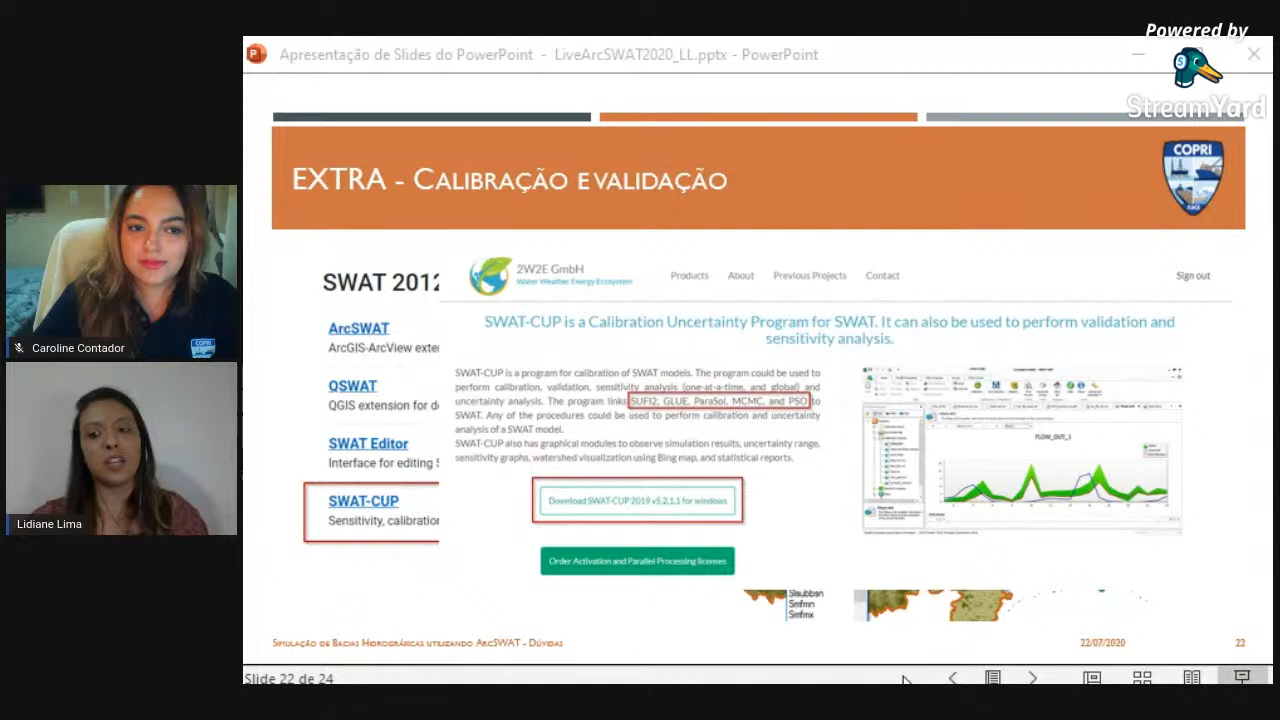 Powered by
StreamYard
Apresentação de Slides do PowerPoint - LiveArcSWAT2020_LL.pptx - PowerPoint
EXTRA - CALIBRAÇÃO E VALIDAÇÃO
COPRI
SWAT 2012
ArcSWAT
ArcGIS-ArcView exte
QSWAT
QGIS extension for d
SWAT Editor
Interface for editing S
SWAT-CUP
Sensitivity, calibration
2W2E GmbH
Water Weather Energy Ecosystem
Products About Previous Projects Contact
Sign out
SWAT-CUP is a Calibration Uncertainty Program for SWAT. It can also be used to perform validation and
sensitivity analysis.
SWAT-CUP is a program for calibration of SWAT models. The program could be used to
perform calibration, validation, sensitivity analysis (one-at-a-time, and global) and
uncertainty analysis. The program links SUFI2, GLUE, ParaSol, MCMC, and PSO to
SWAT. Any of the procedures could be used to perform calibration and uncertainty
analysis of a SWAT model.
SWAT-CUP also has graphical modules to observe simulation results, uncertainty range,
sensitivity graphs, watershed visualization using Bing map, and statistical reports.
Download SWAT-CUP 2019 v5.2.1.1 for windows
Order Activation and Parallel Processing licenses
FLOW_OUT_1
Slsubbsn
Smfmn
Smfmx
SIMULAÇÃO DE BACIAS HIDROGRÁFICAS UTILIZANDO ARCSWAT - DÚVIDAS
22/07/2020
22
Slide 22 de 24
Caroline Contador
COPRI
Lidiane Lima